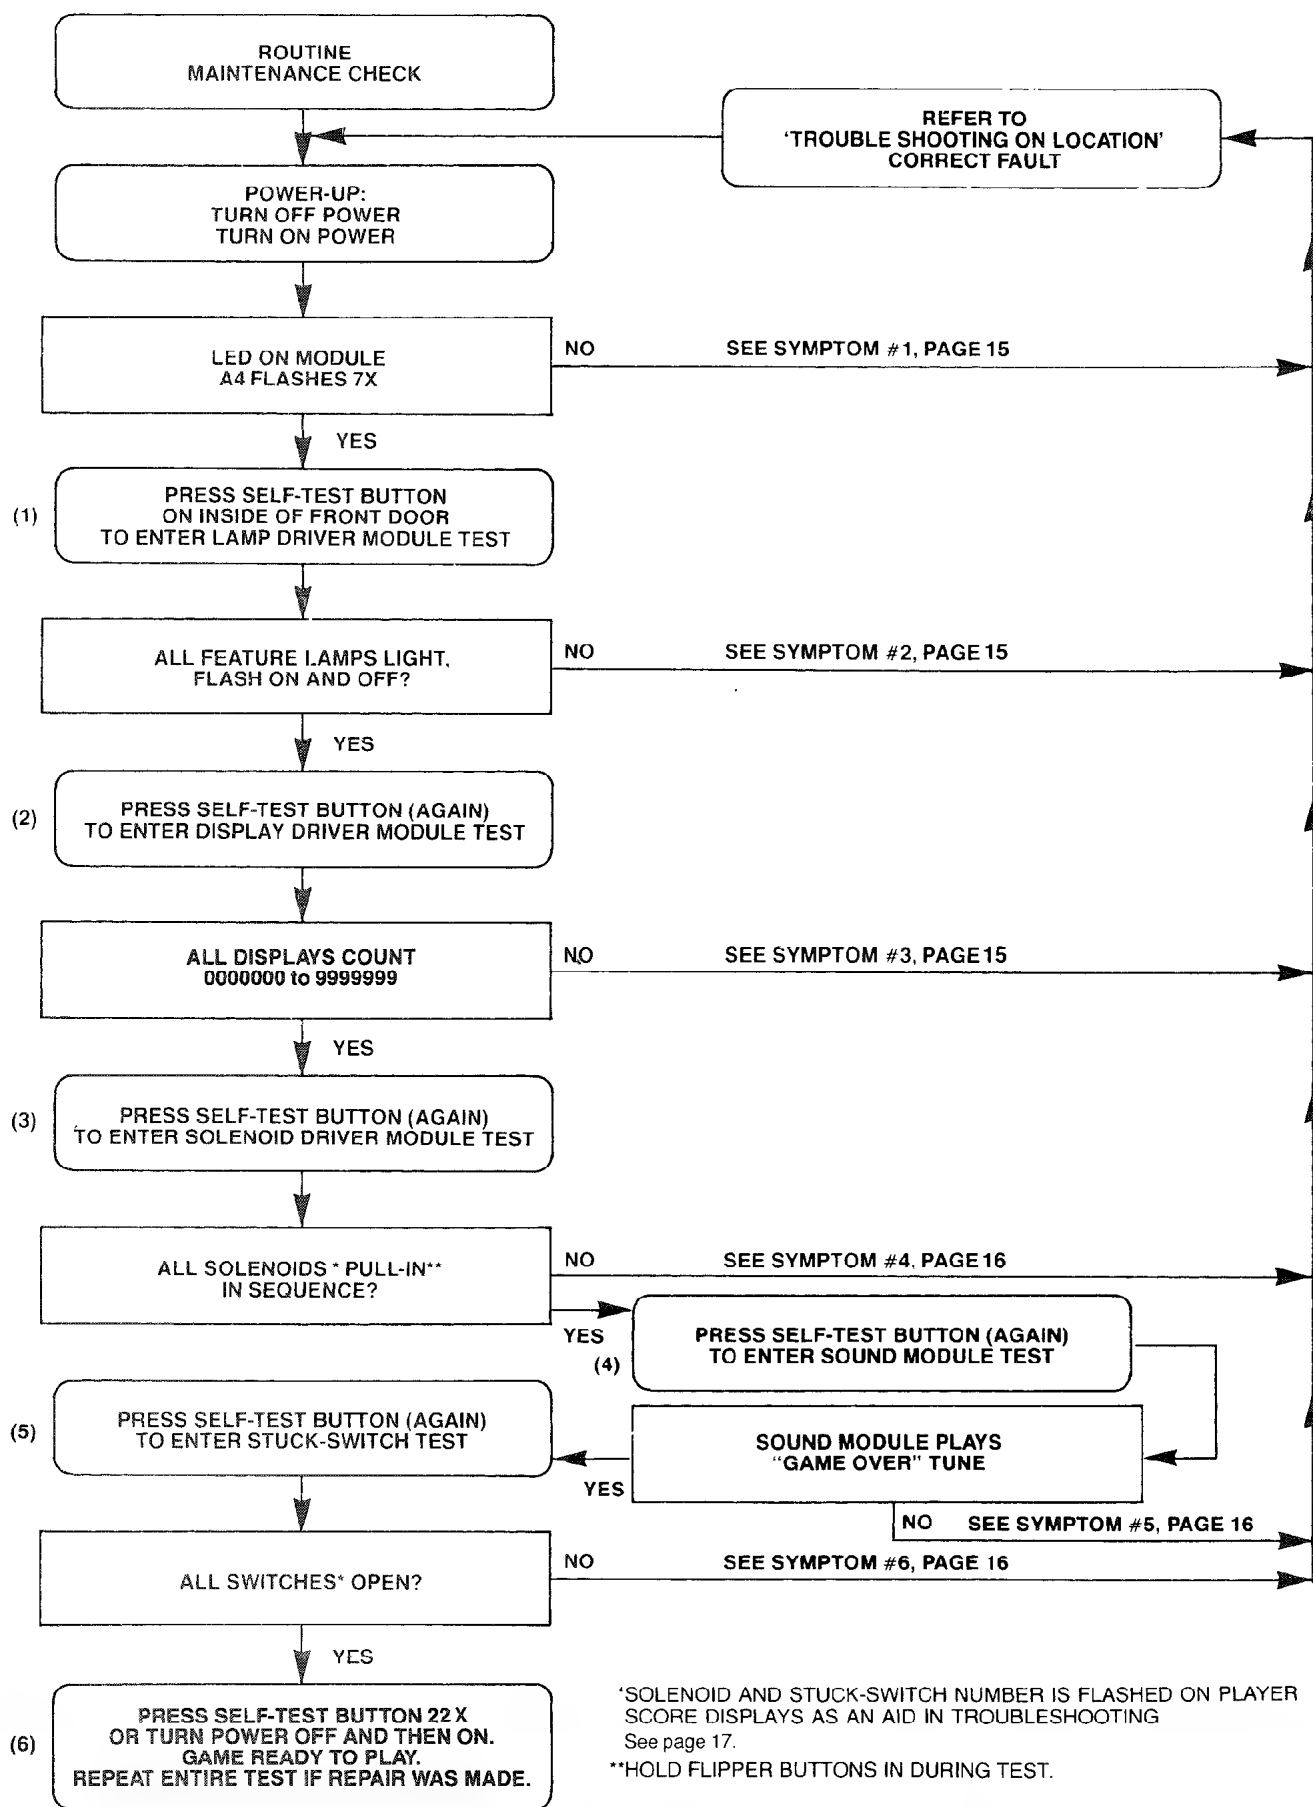 ROUTINE
MAINTENANCE CHECK
REFER TO
'TROUBLE SHOOTING ON LOCATION'
CORRECT FAULT
POWER-UP:
TURN OFF POWER
TURN ON POWER
LED ON MODULE
A4 FLASHES 7X
NO
SEE SYMPTOM #1, PAGE 15
YES
(1)
PRESS SELF-TEST BUTTON
ON INSIDE OF FRONT DOOR
TO ENTER LAMP DRIVER MODULE TEST
ALL FEATURE LAMPS LIGHT,
FLASH ON AND OFF?
NO
SEE SYMPTOM #2, PAGE 15
YES
(2)
PRESS SELF-TEST BUTTON (AGAIN)
TO ENTER DISPLAY DRIVER MODULE TEST
ALL DISPLAYS COUNT
0000000 to 9999999
NO
SEE SYMPTOM #3, PAGE 15
YES
(3)
PRESS SELF-TEST BUTTON (AGAIN)
TO ENTER SOLENOID DRIVER MODULE TEST
ALL SOLENOIDS * PULL-IN**
IN SEQUENCE?
NO
SEE SYMPTOM #4, PAGE 16
YES
(4)
PRESS SELF-TEST BUTTON (AGAIN)
TO ENTER SOUND MODULE TEST
(5)
PRESS SELF-TEST BUTTON (AGAIN)
TO ENTER STUCK-SWITCH TEST
SOUND MODULE PLAYS
"GAME OVER" TUNE
YES
NO
SEE SYMPTOM #5, PAGE 16
ALL SWITCHES* OPEN?
NO
SEE SYMPTOM #6, PAGE 16
YES
(6)
PRESS SELF-TEST BUTTON 22 X
OR TURN POWER OFF AND THEN ON.
GAME READY TO PLAY.
REPEAT ENTIRE TEST IF REPAIR WAS MADE.
*SOLENOID AND STUCK-SWITCH NUMBER IS FLASHED ON PLAYER
SCORE DISPLAYS AS AN AID IN TROUBLESHOOTING
See page 17.
**HOLD FLIPPER BUTTONS IN DURING TEST.